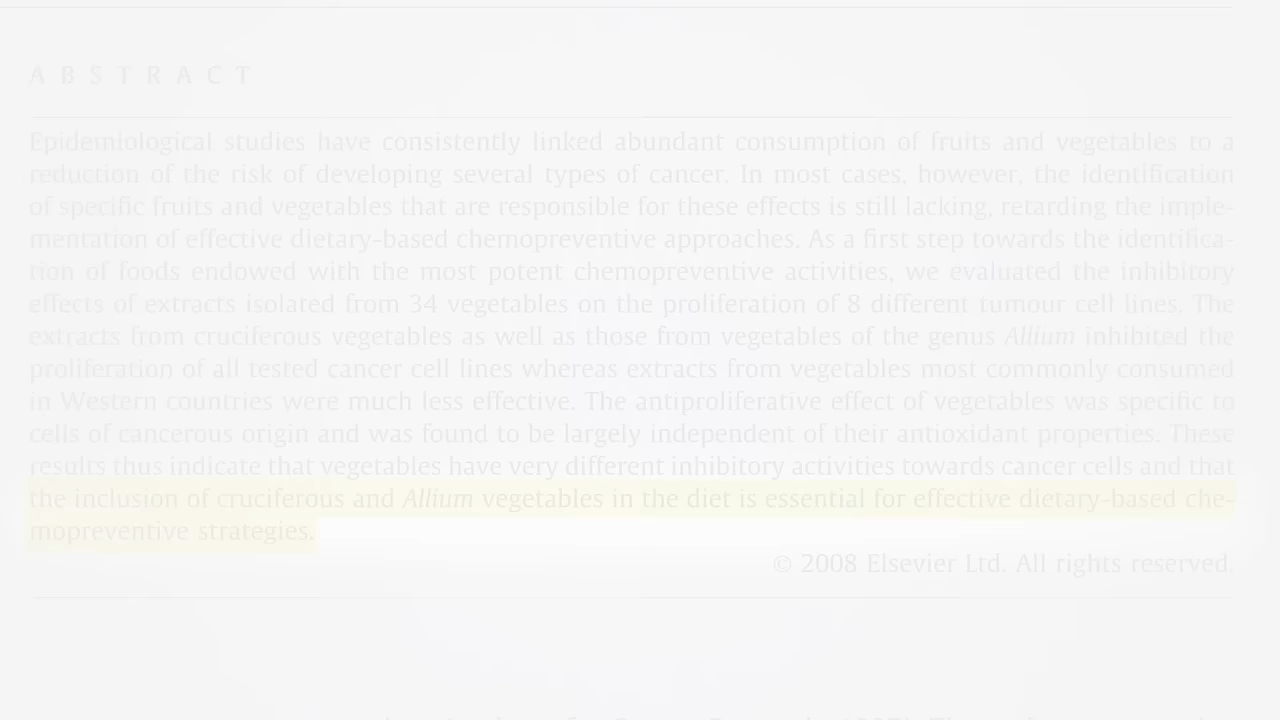 ABSTRACT
Epidemiological studies have consistently linked abundant consumption of fruits and vegetables to a
reduction of the risk of developing several types of cancer. In most cases, however, the identification
of specific fruits and vegetables that are responsible for these effects is still lacking, retarding the imple-
mentation of effective dietary-based chemopreventive approaches. As a first step towards the identifica-
tion of foods endowed with the most potent chemopreventive activities, we evaluated the inhibitory
effects of extracts isolated from 34 vegetables on the proliferation of 8 different tumour cell lines. The
extracts from cruciferous vegetables as well as those from vegetables of the genus Allium inhibited the
proliferation of all tested cancer cell lines whereas extracts from vegetables most commonly consumed
in Western countries were much less effective. The antiproliferative effect of vegetables was specific to
cells of cancerous origin and was found to be largely independent of their antioxidant properties. These
results thus indicate that vegetables have very different inhibitory activities towards cancer cells and that
the inclusion of cruciferous and Allium vegetables in the diet is essential for effective dietary-based che-
mopreventive strategies.
© 2008 Elsevier Ltd. All rights reserved.